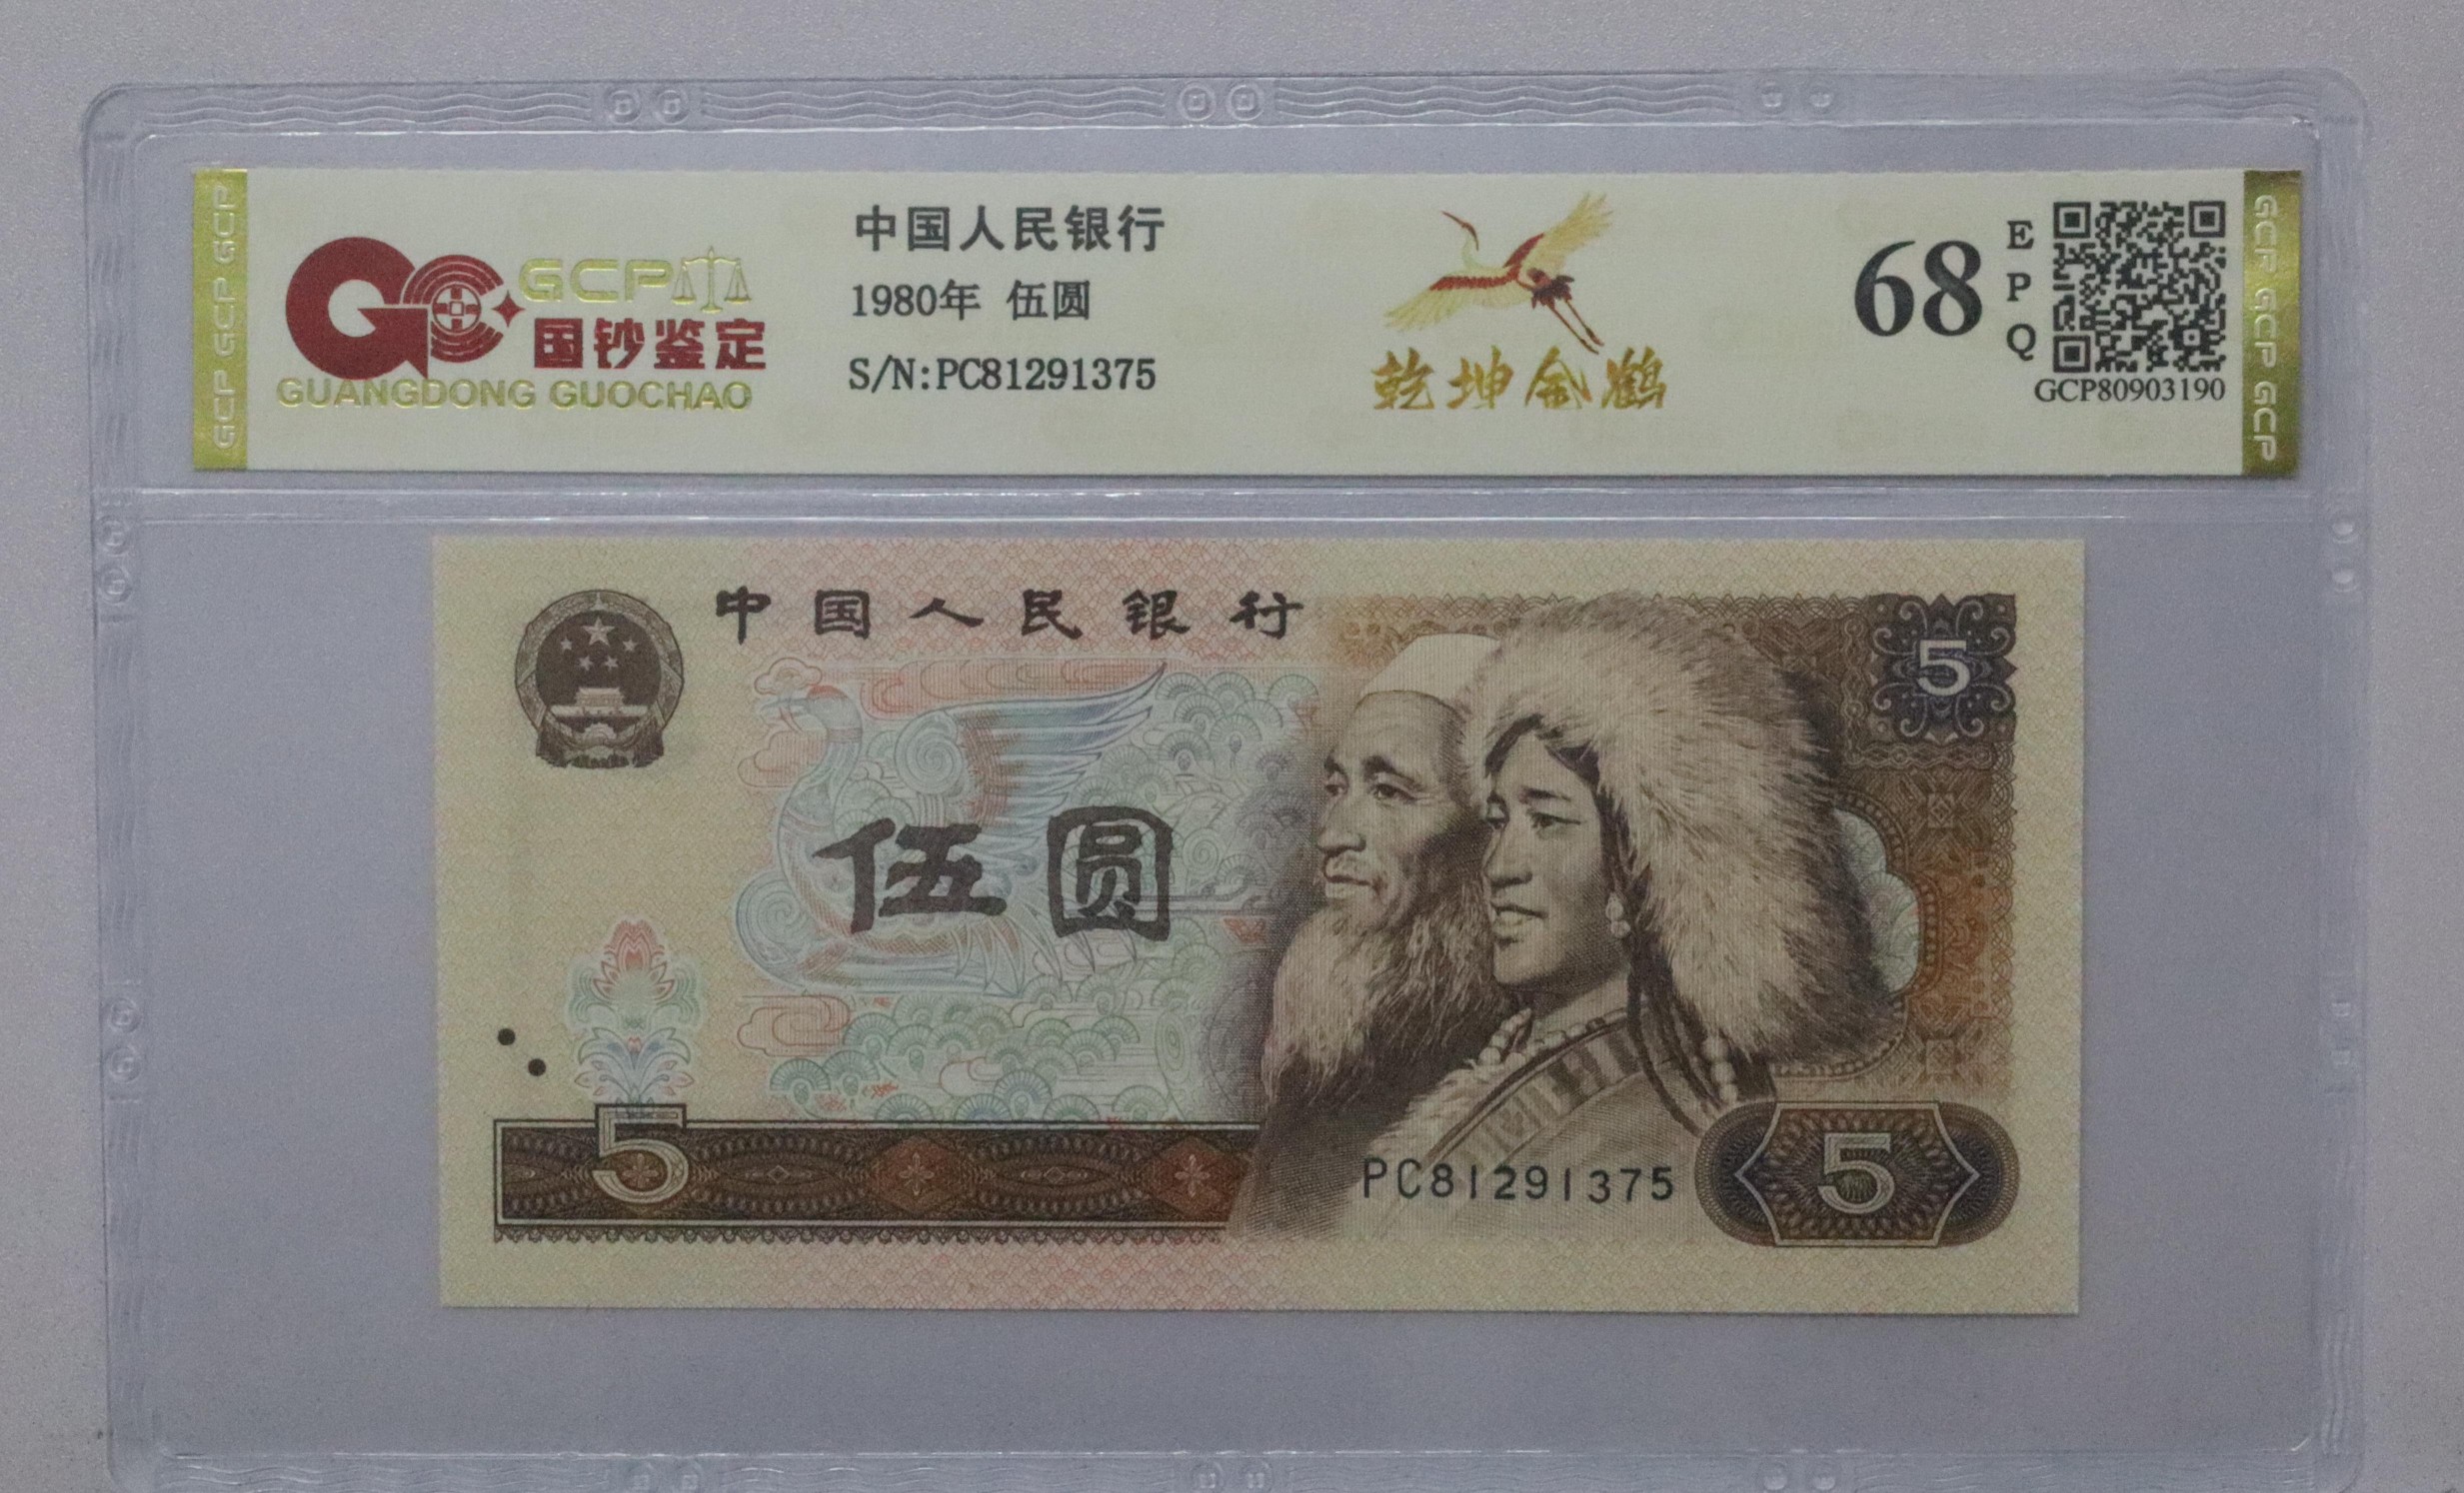 GCP GCP GCP
GCP
国钞鉴定
GUANGDONG GUOCHAO
中国人民银行
1980年 伍圆
S/N:PC81291375
乾坤金鹤
68
E
P
Q
GCP80903190
GCP GCP GCP
中国人民银行
5
伍圆
5
PC81291375
5